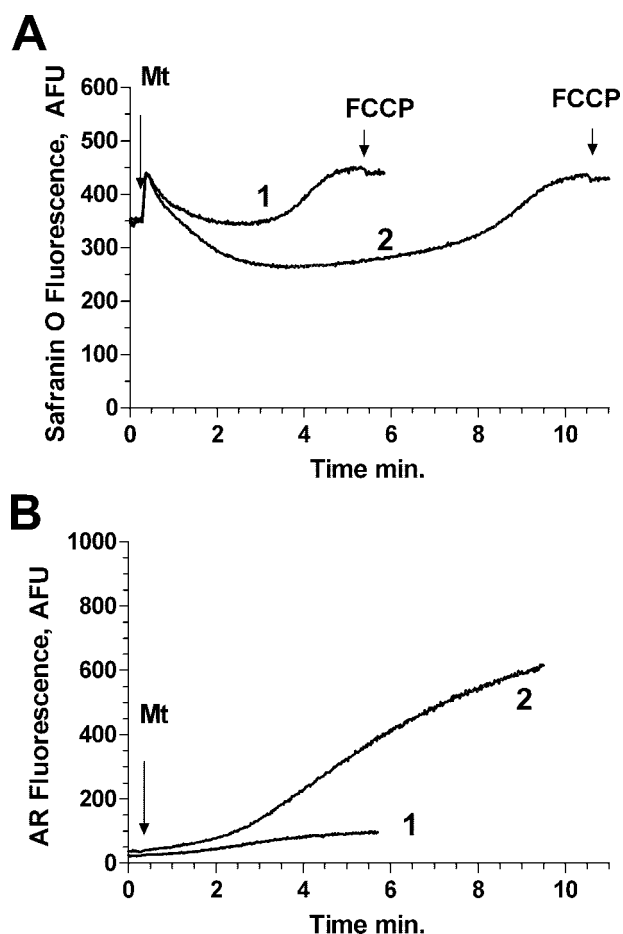 A
Safranin O Fluorescence, AFU
600
500
400
300
200
100
0
Mt
FCCP
FCCP
1
2
0 2 4 6 8 10
Time min.
B
AR Fluorescence, AFU
1000
800
600
400
200
0
Mt
2
1
0 2 4 6 8 10
Time min.